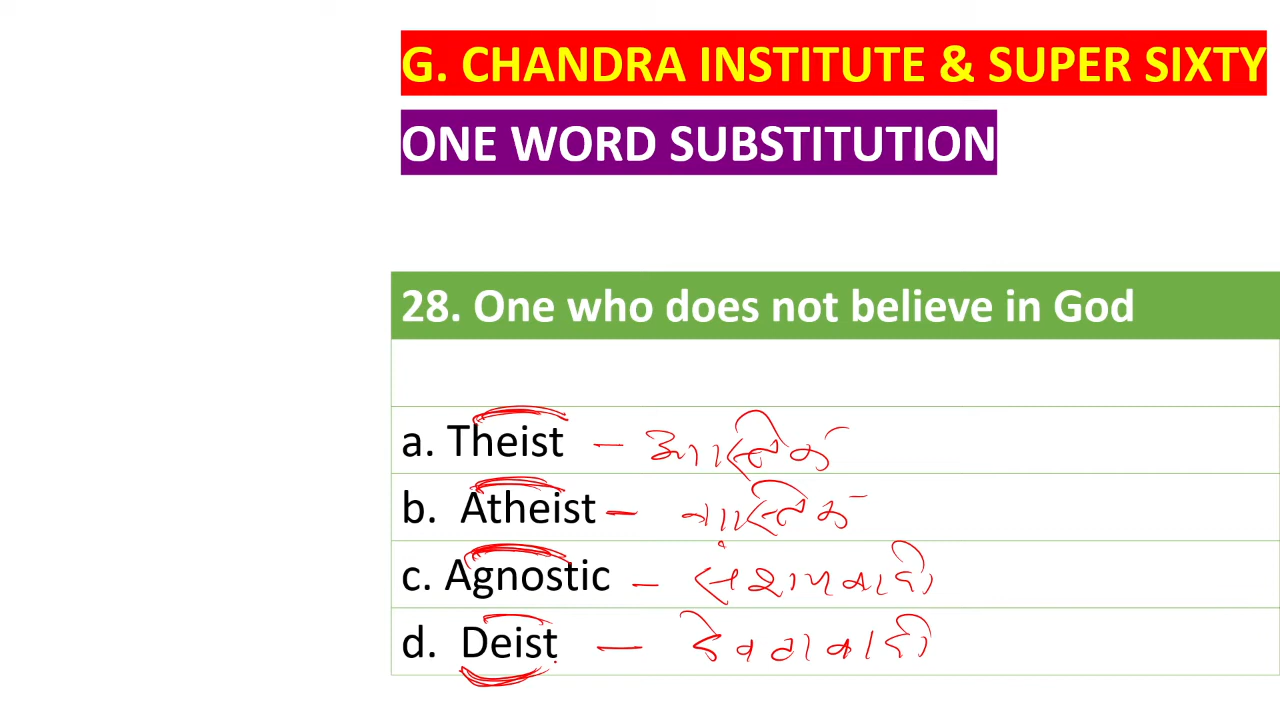 G. CHANDRA INSTITUTE & SUPER SIXTY
ONE WORD SUBSTITUTION
28. One who does not believe in God
a. Theist – आस्तिक
b. Atheist – नास्तिक
c. Agnostic – संशयवादी
d. Deist –